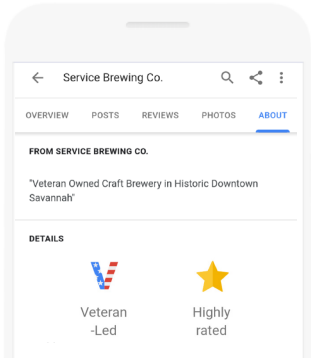 Service Brewing Co.
OVERVIEW POSTS REVIEWS PHOTOS ABOUT
FROM SERVICE BREWING CO.
"Veteran Owned Craft Brewery in Historic Downtown
Savannah"
DETAILS
Veteran
-Led
Highly
rated